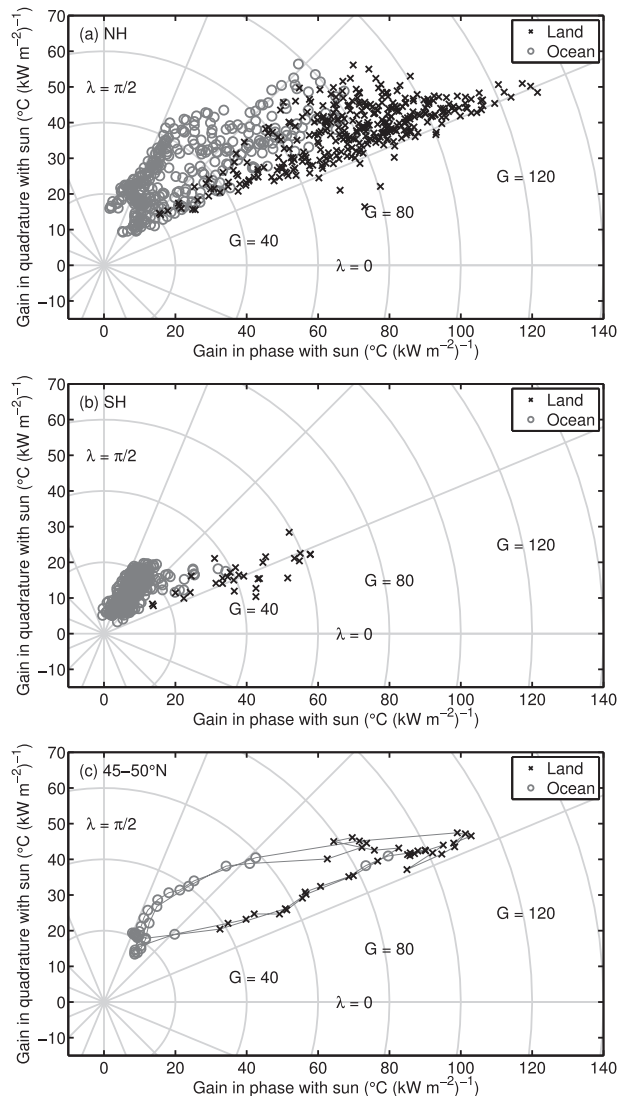 70
60
50
40
30
20
10
0
−10
(a) NH
Land
Ocean
λ = π/2
G = 120
G = 80
G = 40
λ = 0
Gain in quadrature with sun (°C (kW m−2)−1)
0 20 40 60 80 100 120 140
Gain in phase with sun (°C (kW m−2)−1)
70
60
50
40
30
20
10
0
−10
(b) SH
Land
Ocean
λ = π/2
G = 120
G = 80
G = 40
λ = 0
Gain in quadrature with sun (°C (kW m−2)−1)
0 20 40 60 80 100 120 140
Gain in phase with sun (°C (kW m−2)−1)
70
60
50
40
30
20
10
0
−10
(c) 45−50°N
Land
Ocean
λ = π/2
G = 120
G = 80
G = 40
λ = 0
Gain in quadrature with sun (°C (kW m−2)−1)
0 20 40 60 80 100 120 140
Gain in phase with sun (°C (kW m−2)−1)